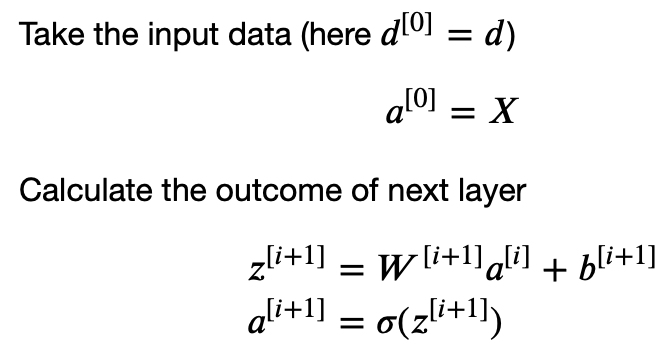 Take the input data (here d^[0] = d)
a^[0] = X
Calculate the outcome of next layer
z^[i+1] = W^[i+1]a^[i] + b^[i+1]
a^[i+1] = σ(z^[i+1])